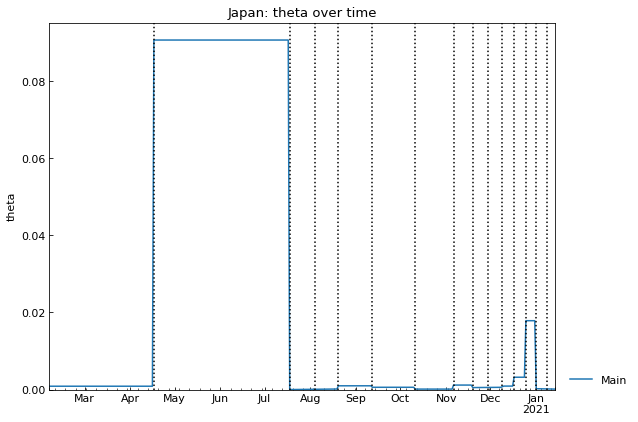 Japan: theta over time
theta
0.08
0.06
0.04
0.02
0.00
Mar Apr May Jun Jul Aug Sep Oct Nov Dec Jan
2021
Main